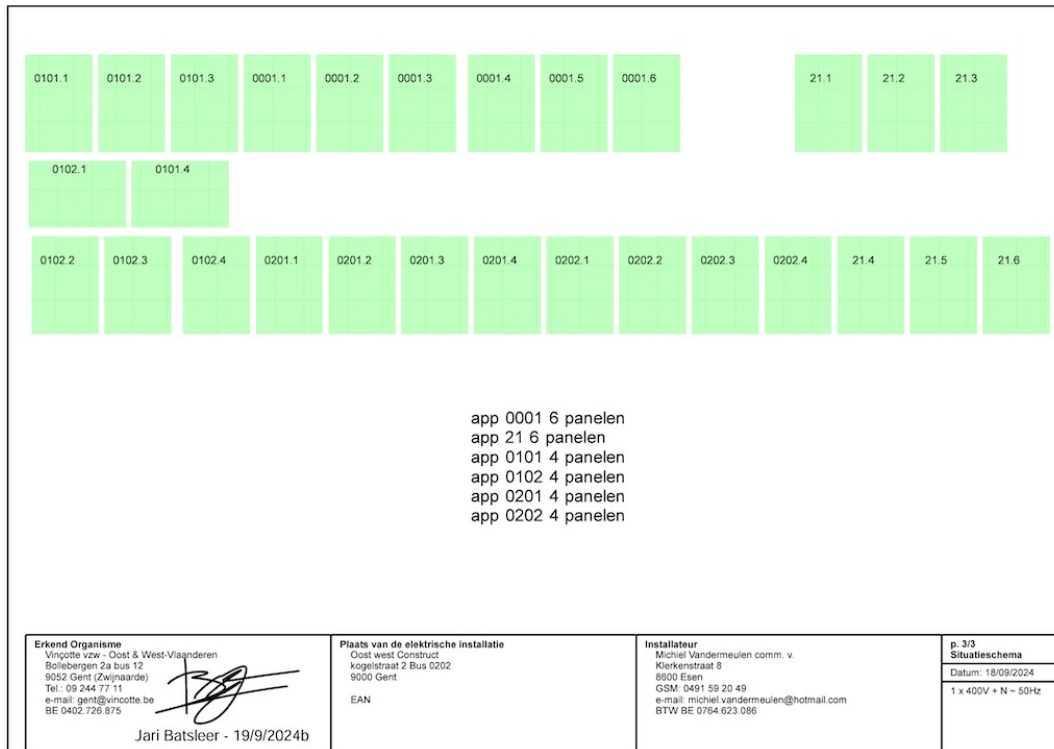 0101.1 0101.2 0101.3 0001.1 0001.2 0001.3 0001.4 0001.5 0001.6 21.1 21.2 21.3
0102.1 0101.4
0102.2 0102.3 0102.4 0201.1 0201.2 0201.3 0201.4 0202.1 0202.2 0202.3 0202.4 21.4 21.5 21.6
app 0001 6 panelen
app 21 6 panelen
app 0101 4 panelen
app 0102 4 panelen
app 0201 4 panelen
app 0202 4 panelen
Erkend Organisme
Vinçotte vzw - Oost & West-Vlaanderen
Bollebergen 2a bus 12
9052 Gent (Zwijnaarde)
Tel.: 09 244 77 11
e-mail: gent@vincotte.be
BE 0402.726.875
Jari Batsleer - 19/9/2024b
Plaats van de elektrische installatie
Oost west Construct
kogelstraat 2 Bus 0202
9000 Gent
EAN
Installateur
Michiel Vandermeulen comm. v.
Klerkenstraat 8
8600 Esen
GSM: 0491 59 20 49
e-mail: michiel.vandermeulen@hotmail.com
BTW BE 0764.623.086
p. 3/3
Situatieschema
Datum: 18/09/2024
1 x 400V + N ~ 50Hz